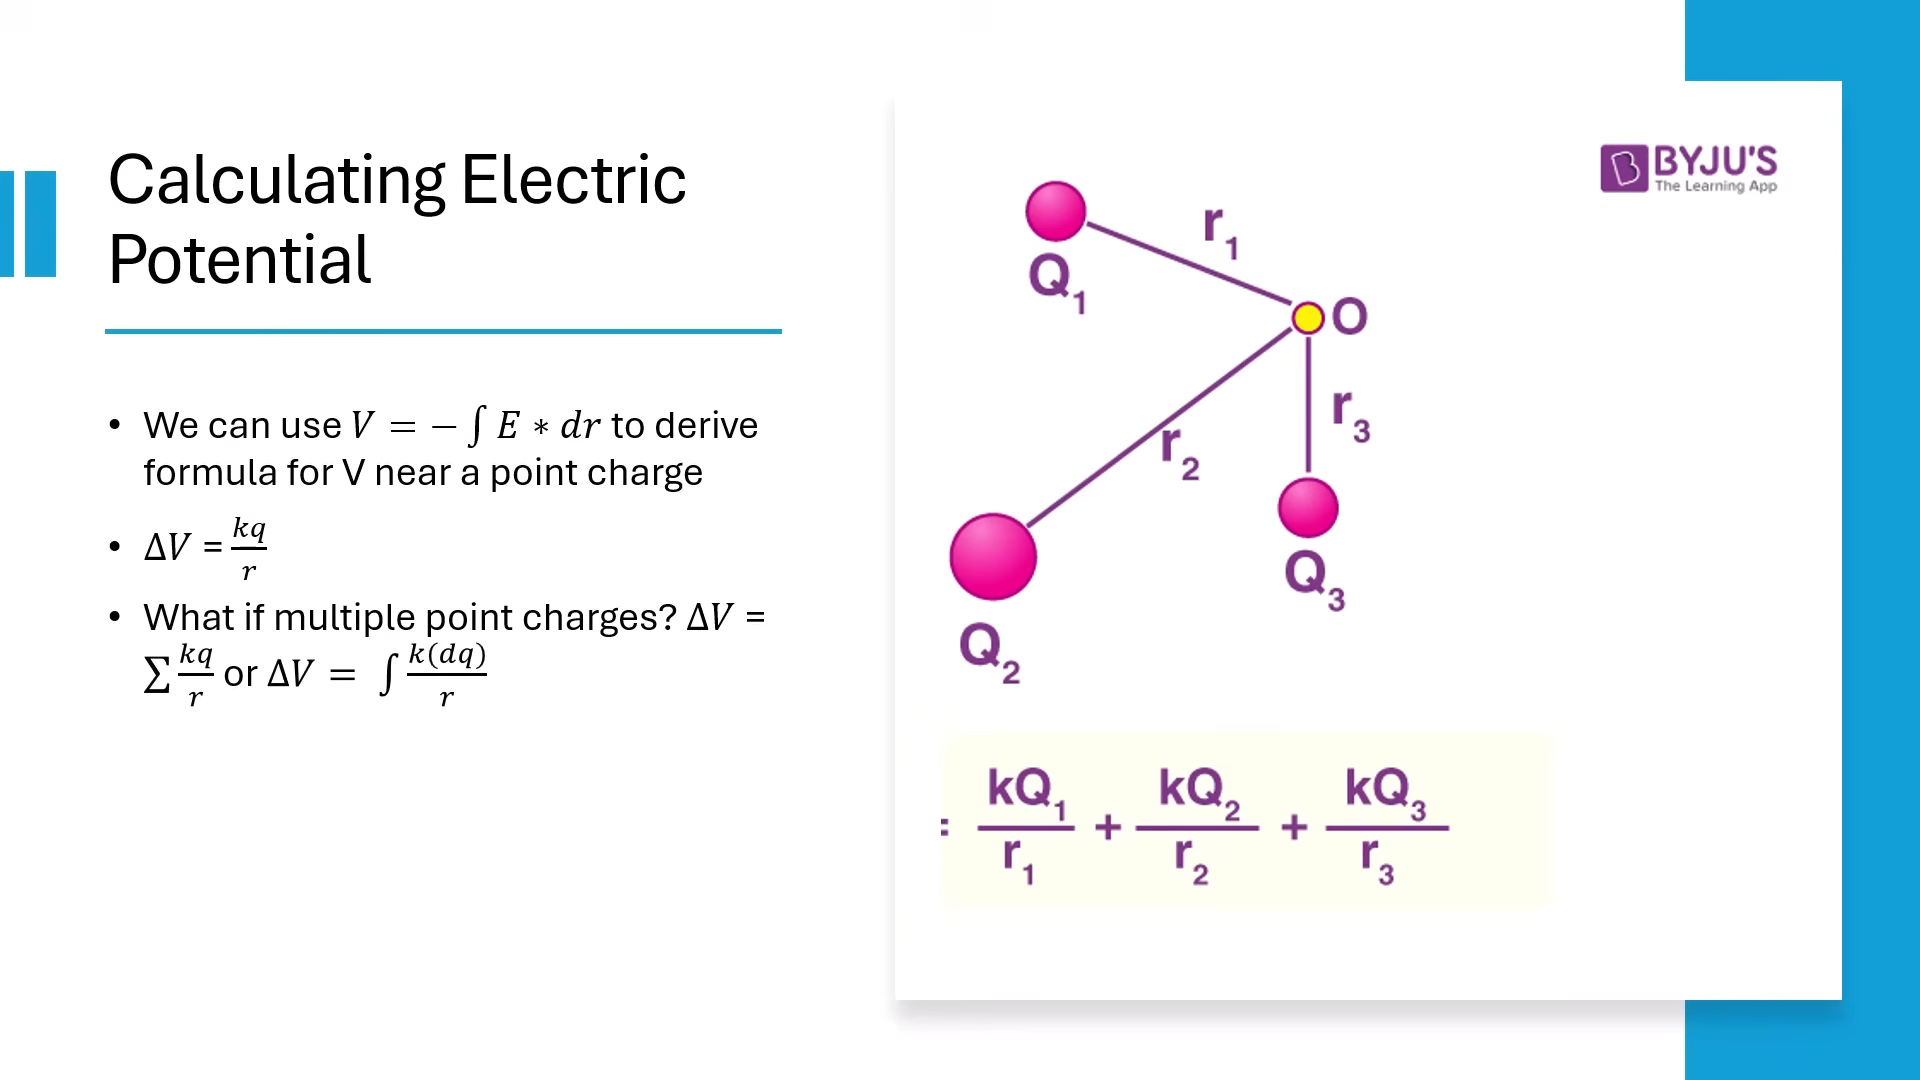 Calculating Electric
Potential
• We can use V = − ∫ E ∗ dr to derive
formula for V near a point charge
• ΔV = kq/r
• What if multiple point charges? ΔV =
∑ kq/r or ΔV = ∫ k(dq)/r
BYJU'S
The Learning App
r₁
Q₁
O
r₃
r₂
Q₃
Q₂
= kQ₁/r₁ + kQ₂/r₂ + kQ₃/r₃